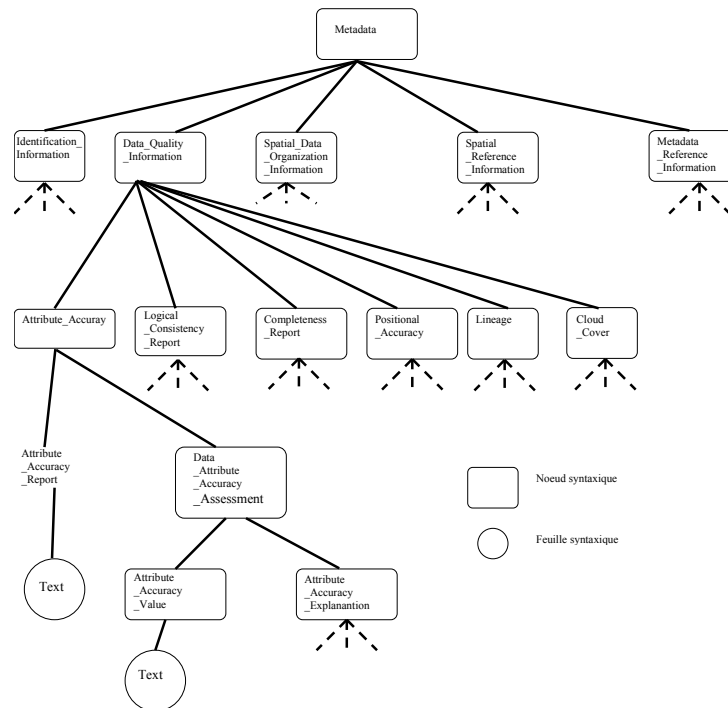 Metadata
Identification_
Information
Data_Quality
_Information
Spatial_Data
_Organization
_Information
Spatial
_Reference
_Information
Metadata
_Reference
_Information
Attribute_Accuray
Logical
_Consistency
_Report
Completeness
_Report
Positional
_Accuracy
Lineage
Cloud
_Cover
Attribute
_Accuracy
_Report
Data
_Attribute
_Accuracy
_Assessment
Noeud syntaxique
Feuille syntaxique
Text
Attribute
_Accuracy
_Value
Attribute
_Accuracy
_Explanantion
Text